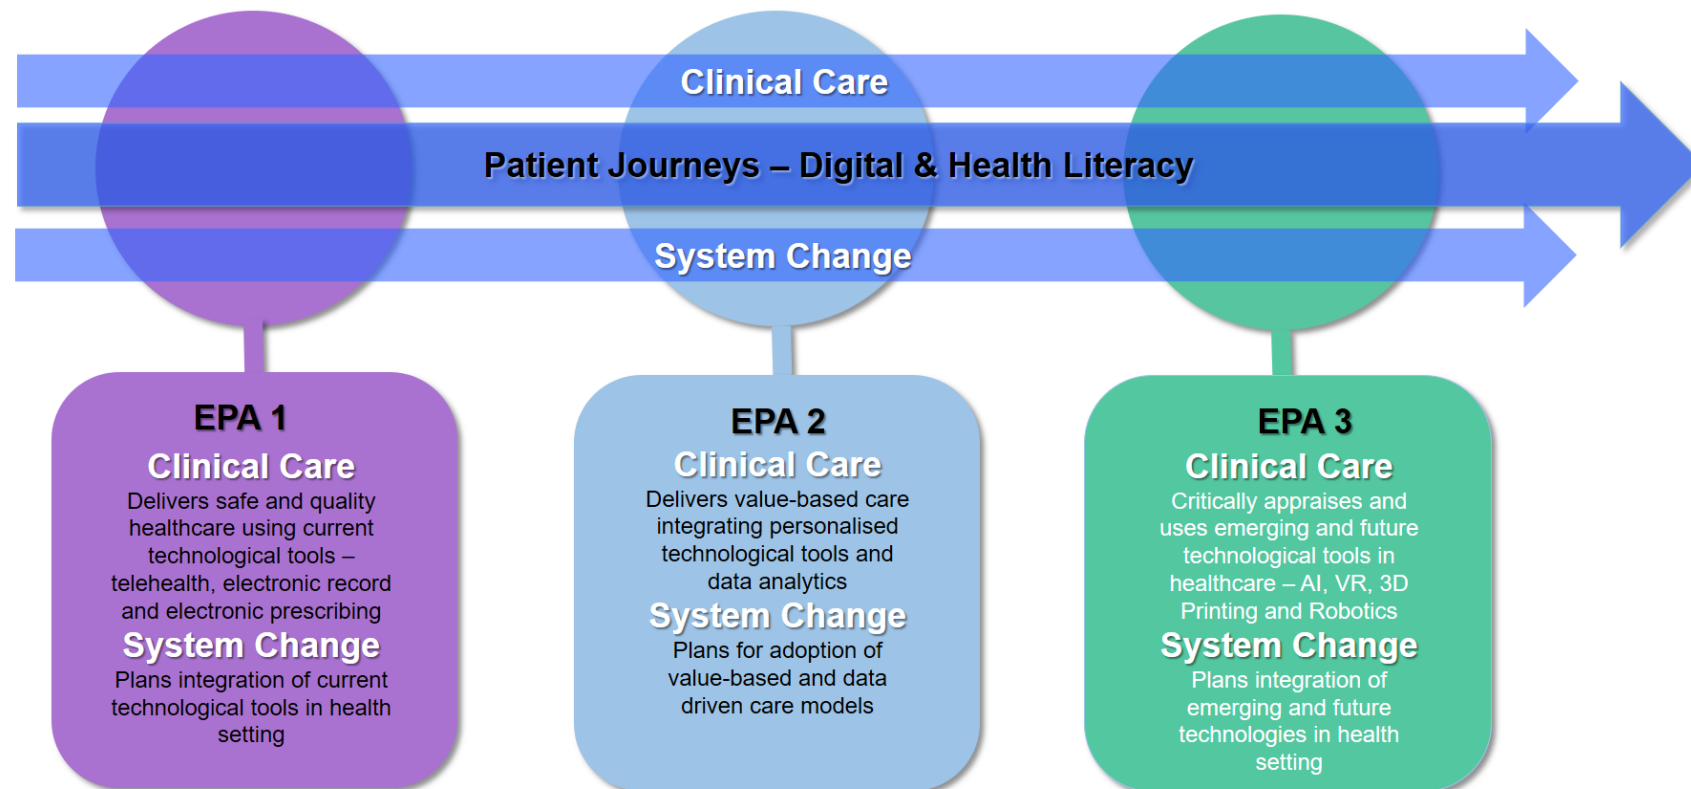 Clinical Care
Patient Journeys – Digital & Health Literacy
System Change
EPA 1
Clinical Care
Delivers safe and quality
healthcare using current
technological tools –
telehealth, electronic record
and electronic prescribing
System Change
Plans integration of current
technological tools in health
setting
EPA 2
Clinical Care
Delivers value-based care
integrating personalised
technological tools and
data analytics
System Change
Plans for adoption of
value-based and data
driven care models
EPA 3
Clinical Care
Critically appraises and
uses emerging and future
technological tools in
healthcare – AI, VR, 3D
Printing and Robotics
System Change
Plans integration of
emerging and future
technologies in health
setting